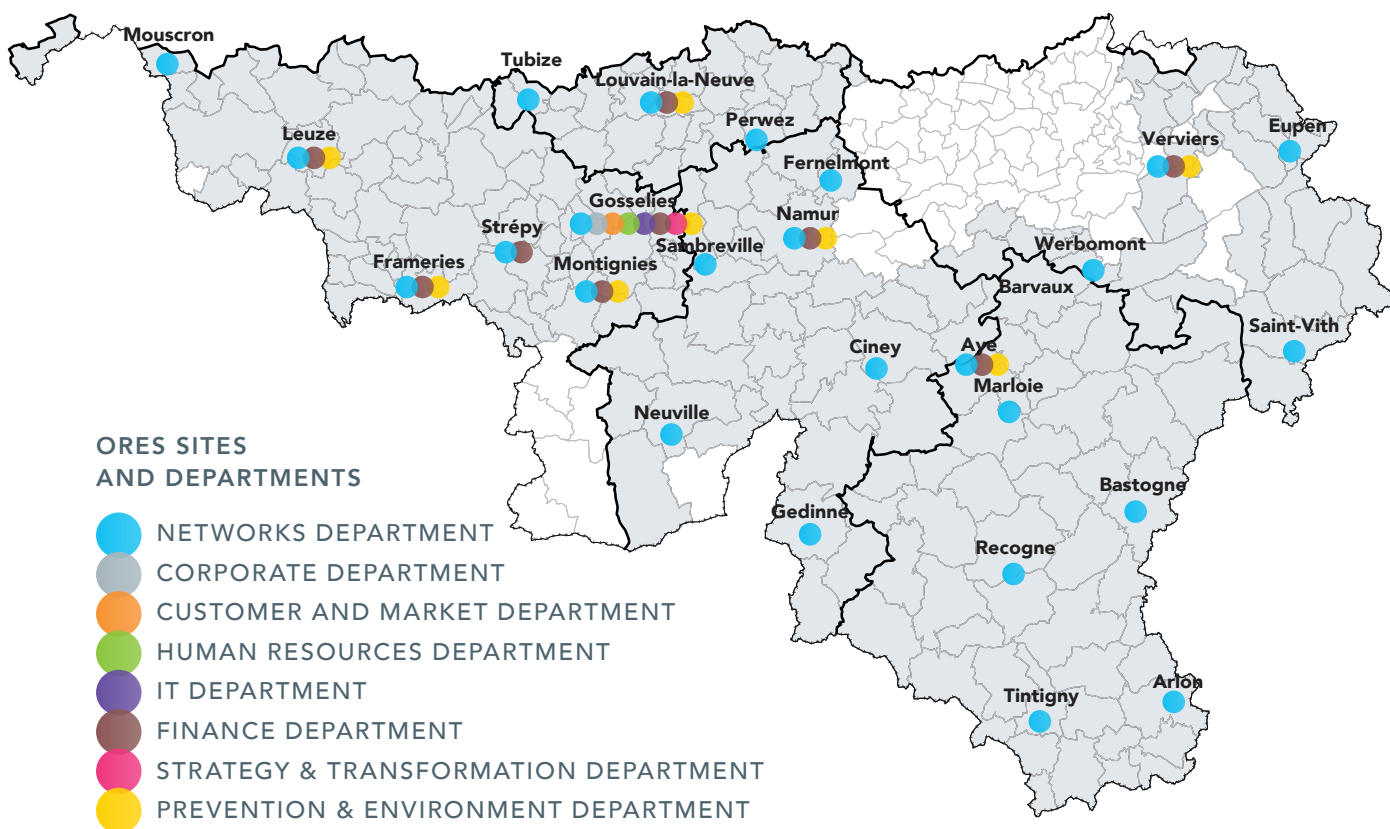 Mouscron
Tubize
Louvain-la-Neuve
Perwez
Leuze
Verviers
Eupen
Fernelmont
Gosselies
Namur
Strépy
Sambreville
Werbomont
Frameries
Montignies
Barvaux
Saint-Vith
Ciney
Aye
Marloie
Neuville
ORES SITES
AND DEPARTMENTS
Bastogne
Gedinne
NETWORKS DEPARTMENT
Recogne
CORPORATE DEPARTMENT
CUSTOMER AND MARKET DEPARTMENT
HUMAN RESOURCES DEPARTMENT
IT DEPARTMENT
Tintigny
Arlon
FINANCE DEPARTMENT
STRATEGY & TRANSFORMATION DEPARTMENT
PREVENTION & ENVIRONMENT DEPARTMENT